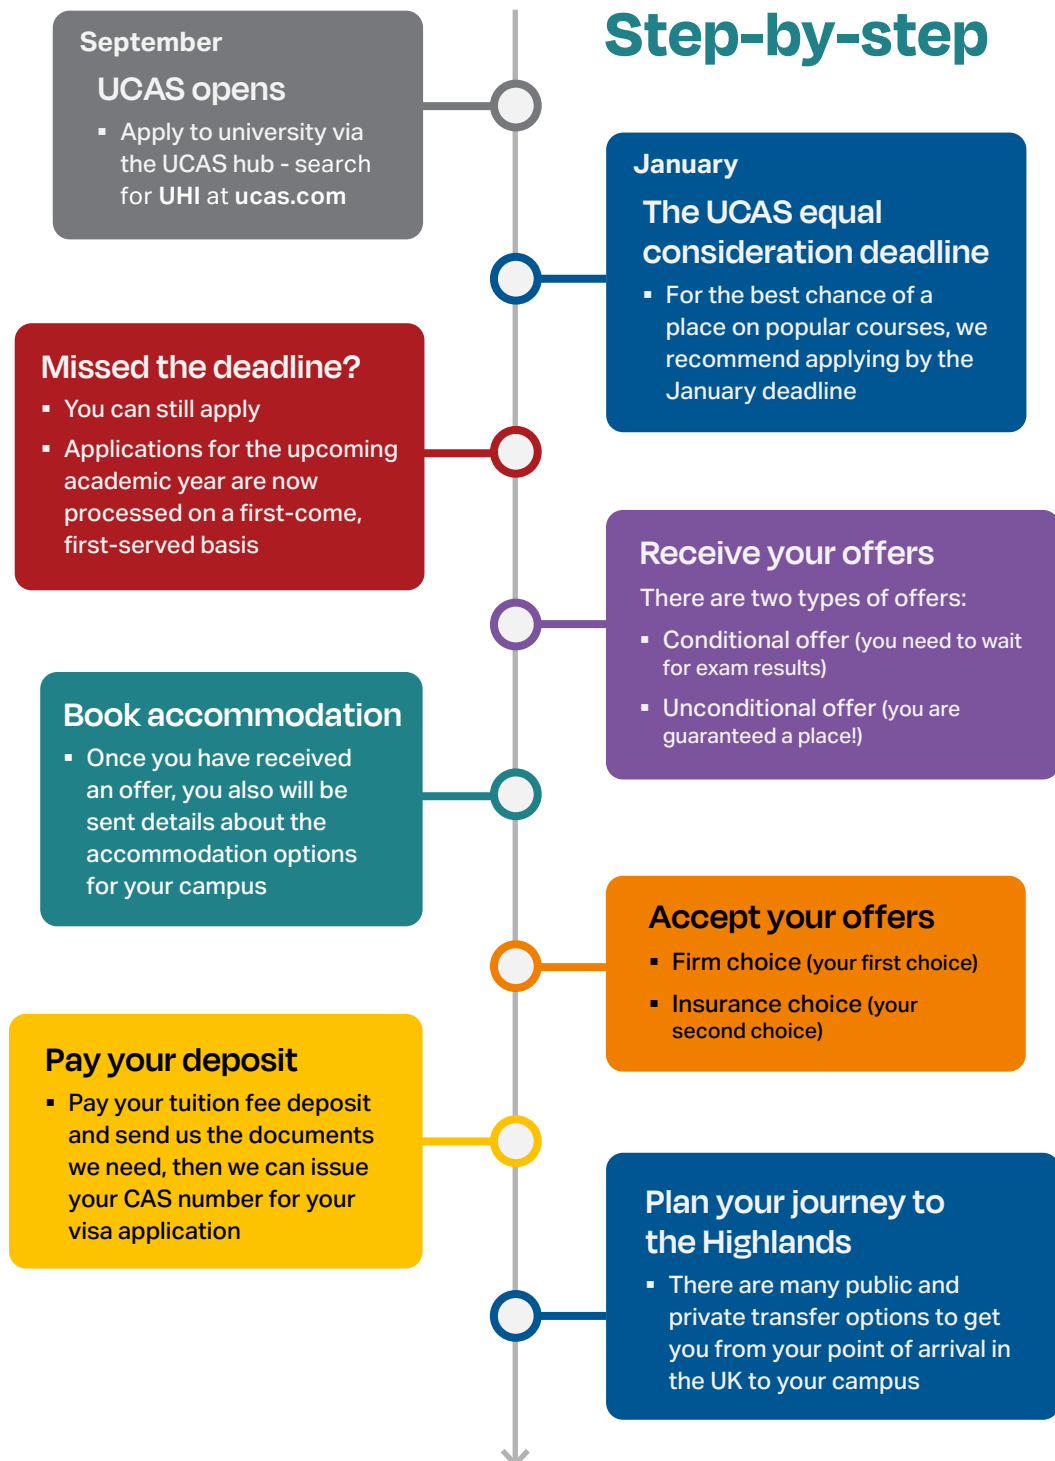 Step-by-step
September
UCAS opens
▪ Apply to university via
the UCAS hub - search
for UHI at ucas.com
January
The UCAS equal
consideration deadline
▪ For the best chance of a
place on popular courses, we
recommend applying by the
January deadline
Missed the deadline?
▪ You can still apply
▪ Applications for the upcoming
academic year are now
processed on a first-come,
first-served basis
Receive your offers
There are two types of offers:
▪ Conditional offer (you need to wait
for exam results)
▪ Unconditional offer (you are
guaranteed a place!)
Book accommodation
▪ Once you have received
an offer, you also will be
sent details about the
accommodation options
for your campus
Accept your offers
▪ Firm choice (your first choice)
▪ Insurance choice (your
second choice)
Pay your deposit
▪ Pay your tuition fee deposit
and send us the documents
we need, then we can issue
your CAS number for your
visa application
Plan your journey to
the Highlands
▪ There are many public and
private transfer options to get
you from your point of arrival in
the UK to your campus